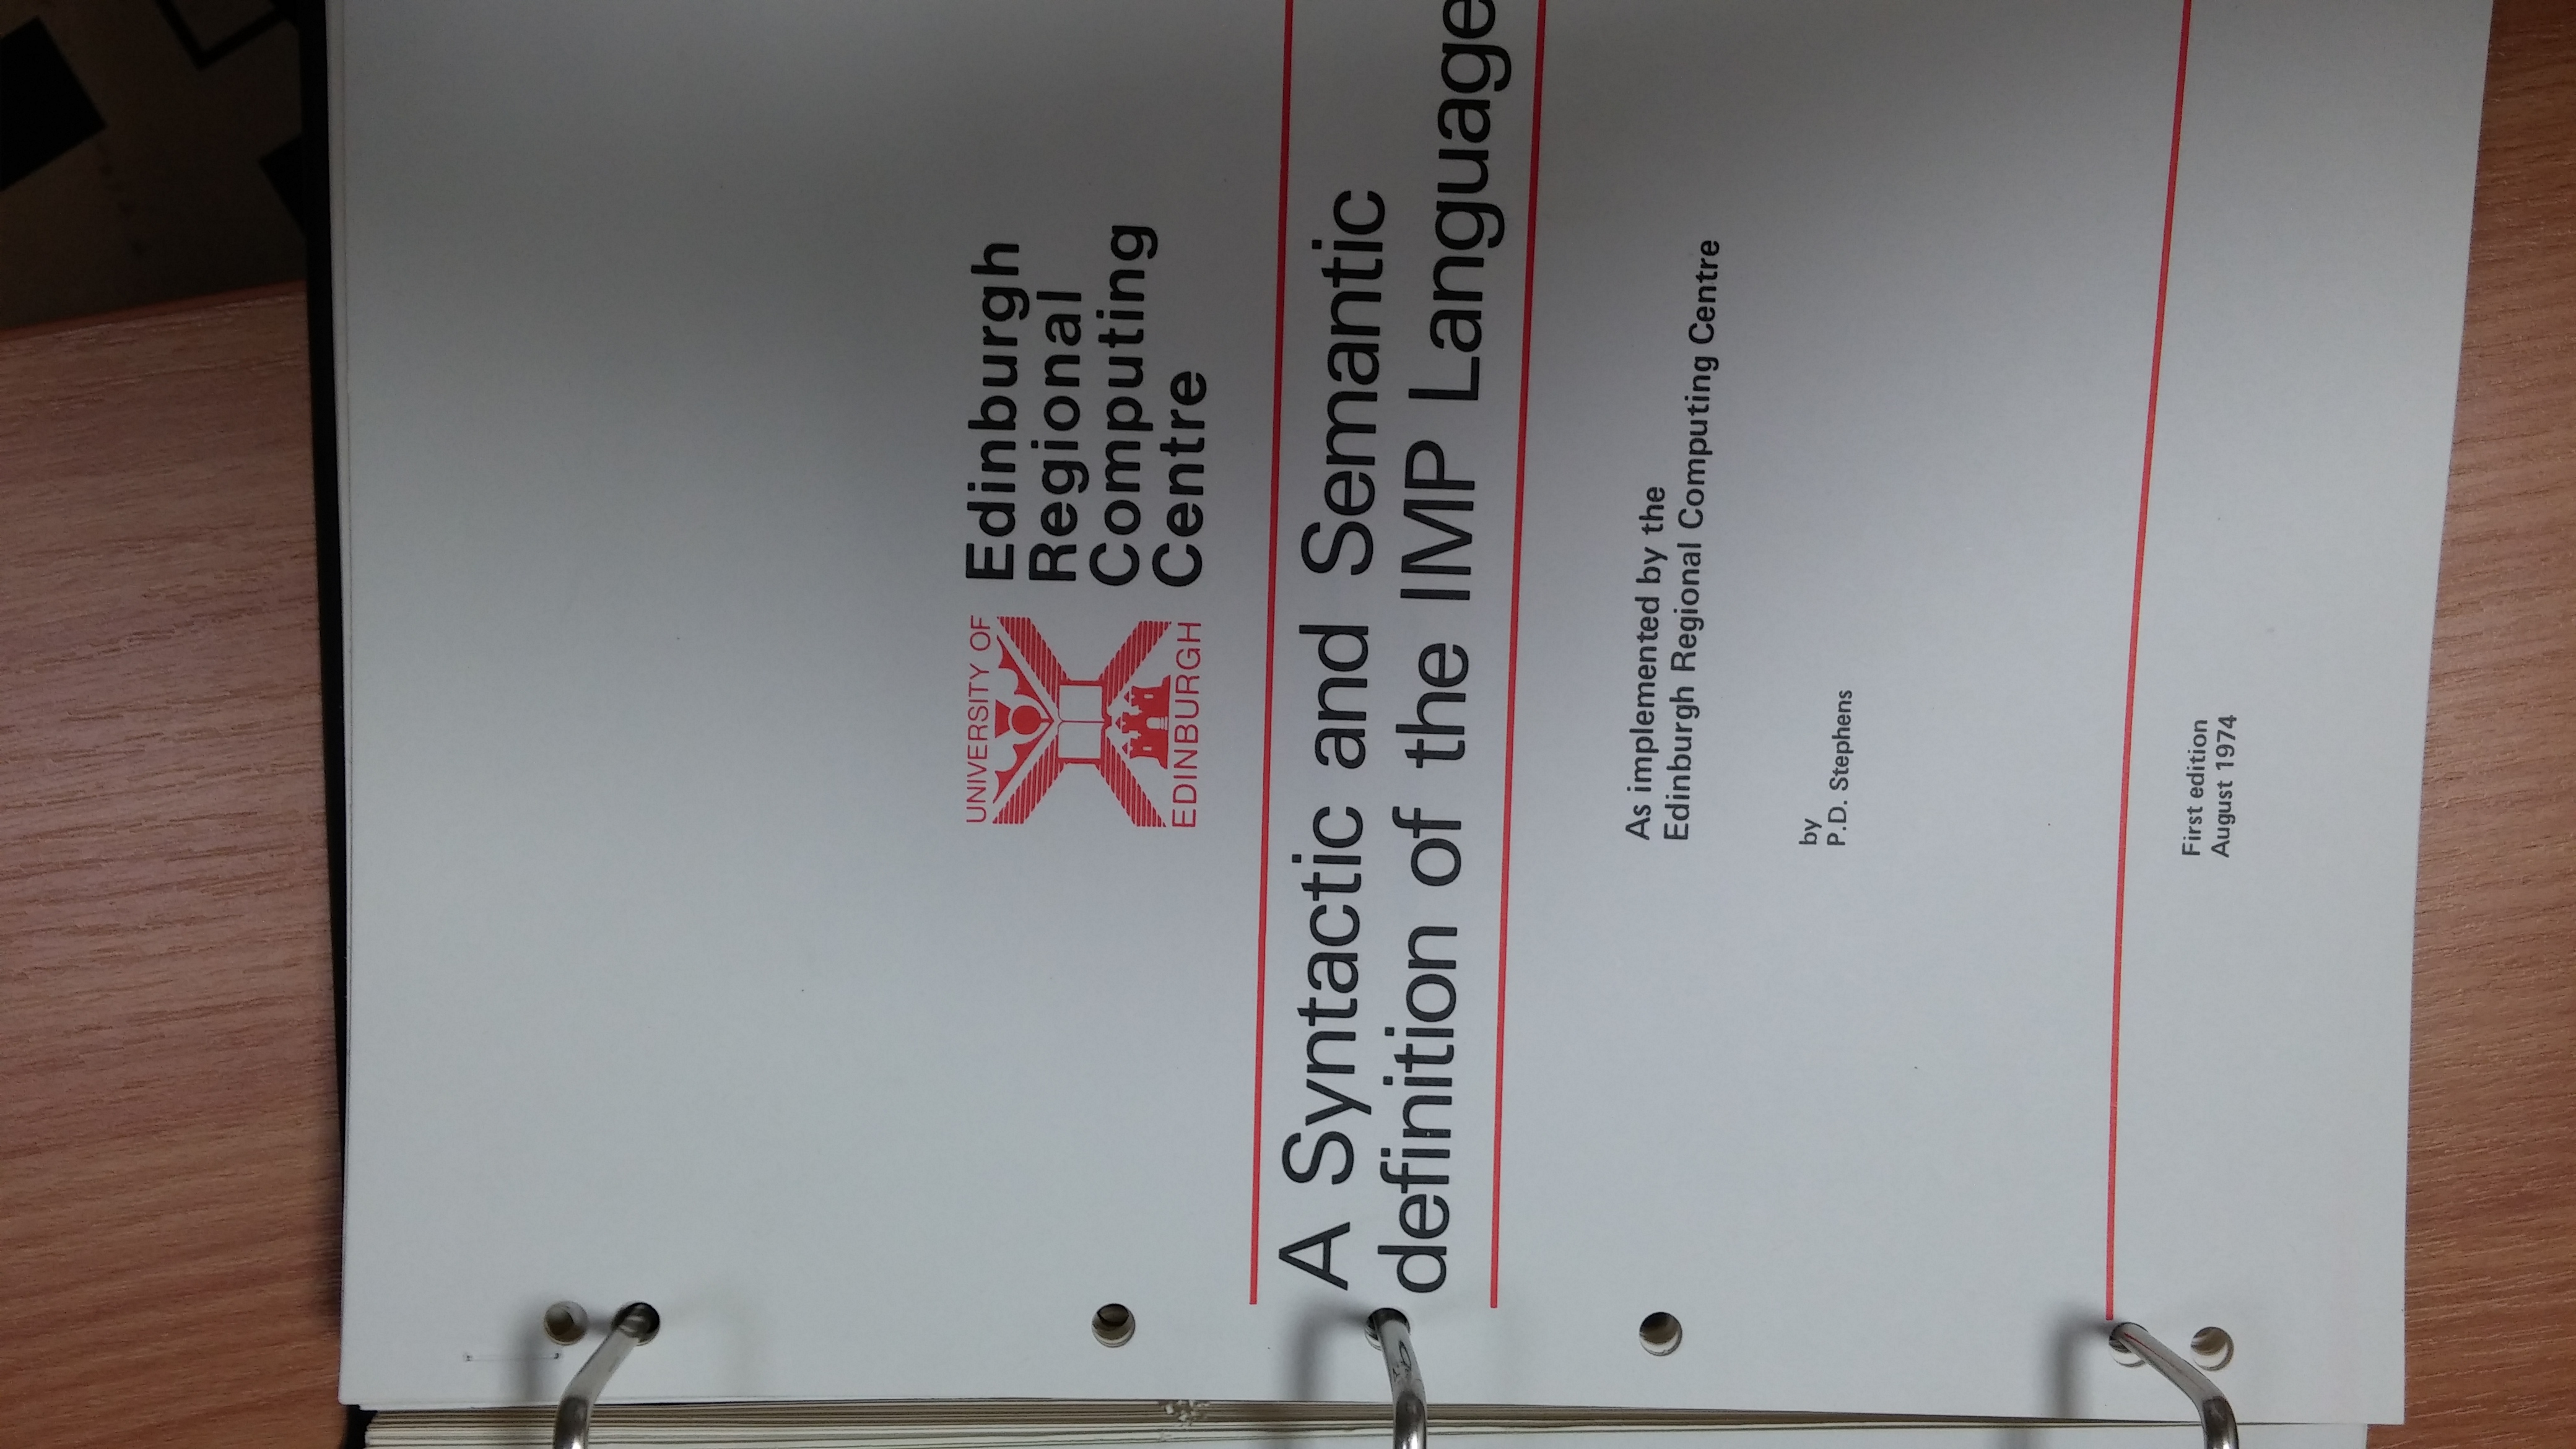 UNIVERSITY OF
EDINBURGH
Edinburgh
Regional
Computing
Centre
A Syntactic and Semantic
definition of the IMP Language
As implemented by the
Edinburgh Regional Computing Centre
by
P.D. Stephens
First edition
August 1974